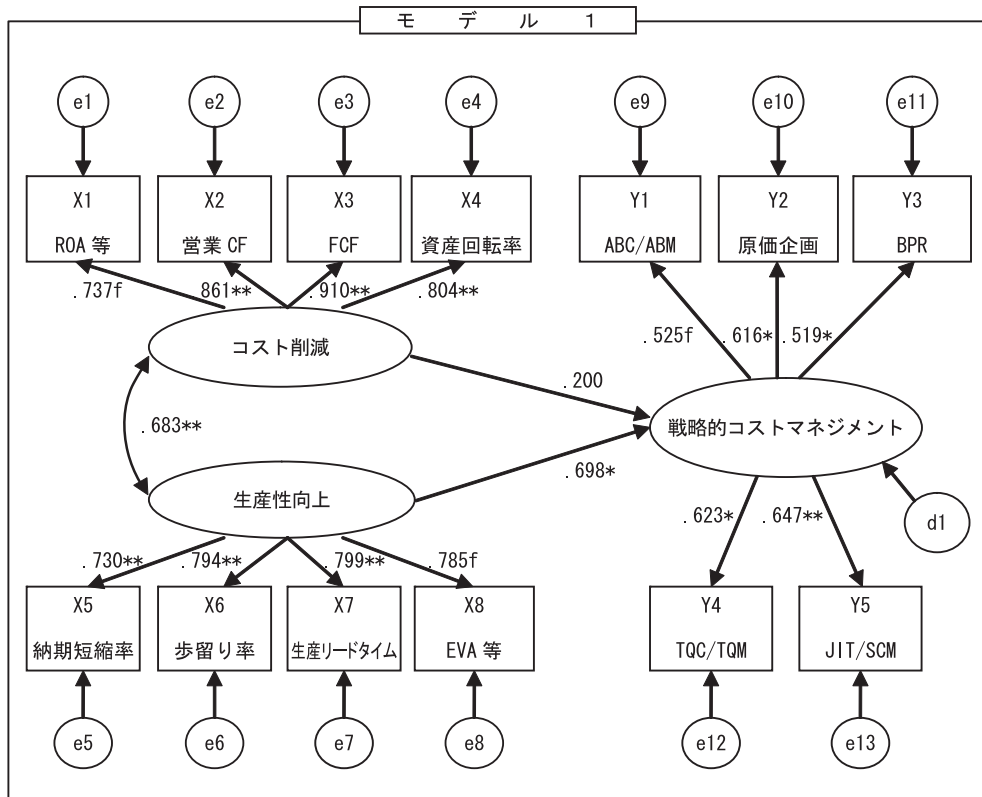 モデル 1
e1
e2
e3
e4
e9
e10
e11
X1
ROA 等
X2
営業 CF
X3
FCF
X4
資産回転率
Y1
ABC/ABM
Y2
原価企画
Y3
BPR
.737f
861**
.910**
.804**
.525f
.616*
.519*
コスト削減
.200
.683**
戦略的コストマネジメント
.698*
生産性向上
d1
.623*
.647**
.730**
.794**
.799**
.785f
X5
納期短縮率
X6
歩留り率
X7
生産リードタイム
X8
EVA 等
Y4
TQC/TQM
Y5
JIT/SCM
e5
e6
e7
e8
e12
e13